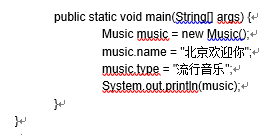 public static void main(String[] args) {
Music music = new Music();
music.name = "北京欢迎你";
music.type = "流行音乐";
System.out.println(music);
}
}